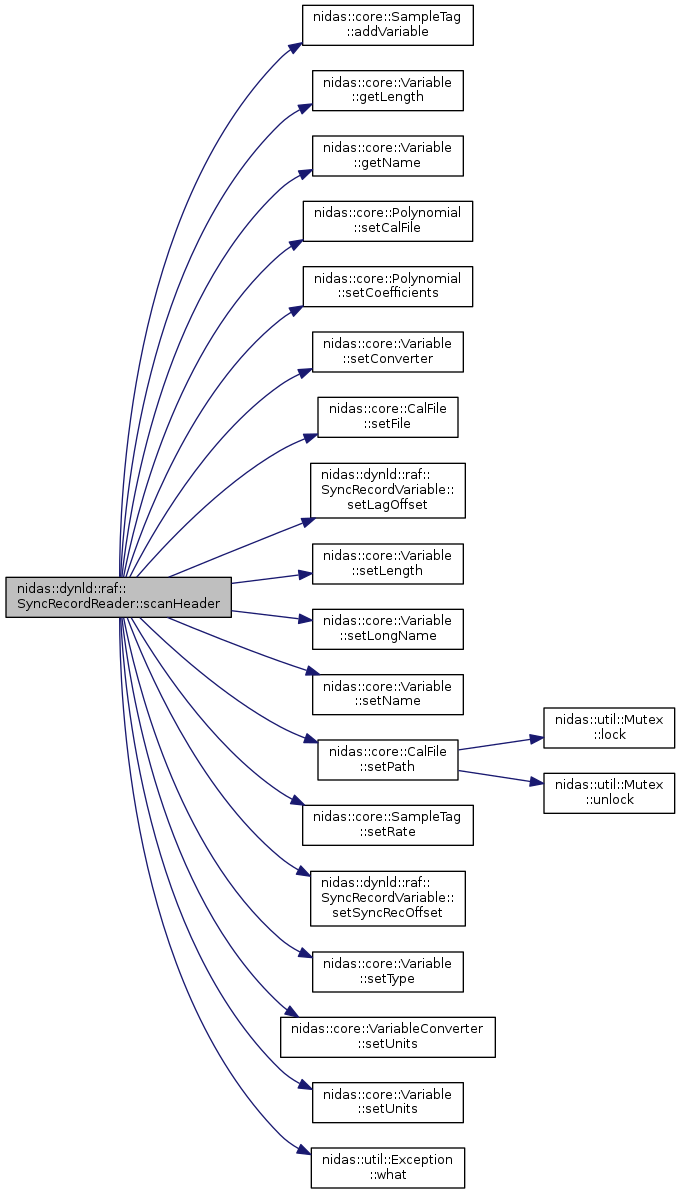 nidas::core::SampleTag
::addVariable
nidas::core::Variable
::getLength
nidas::core::Variable
::getName
nidas::core::Polynomial
::setCalFile
nidas::core::Polynomial
::setCoefficients
nidas::core::Variable
::setConverter
nidas::core::CalFile
::setFile
nidas::dynld::raf::
SyncRecordVariable::
setLagOffset
nidas::core::Variable
::setLength
nidas::dynld::raf::
SyncRecordReader::scanHeader
nidas::core::Variable
::setLongName
nidas::core::Variable
::setName
nidas::core::CalFile
::setPath
nidas::util::Mutex
::lock
nidas::util::Mutex
::unlock
nidas::core::SampleTag
::setRate
nidas::dynld::raf::
SyncRecordVariable::
setSyncRecOffset
nidas::core::Variable
::setType
nidas::core::VariableConverter
::setUnits
nidas::core::Variable
::setUnits
nidas::util::Exception
::what